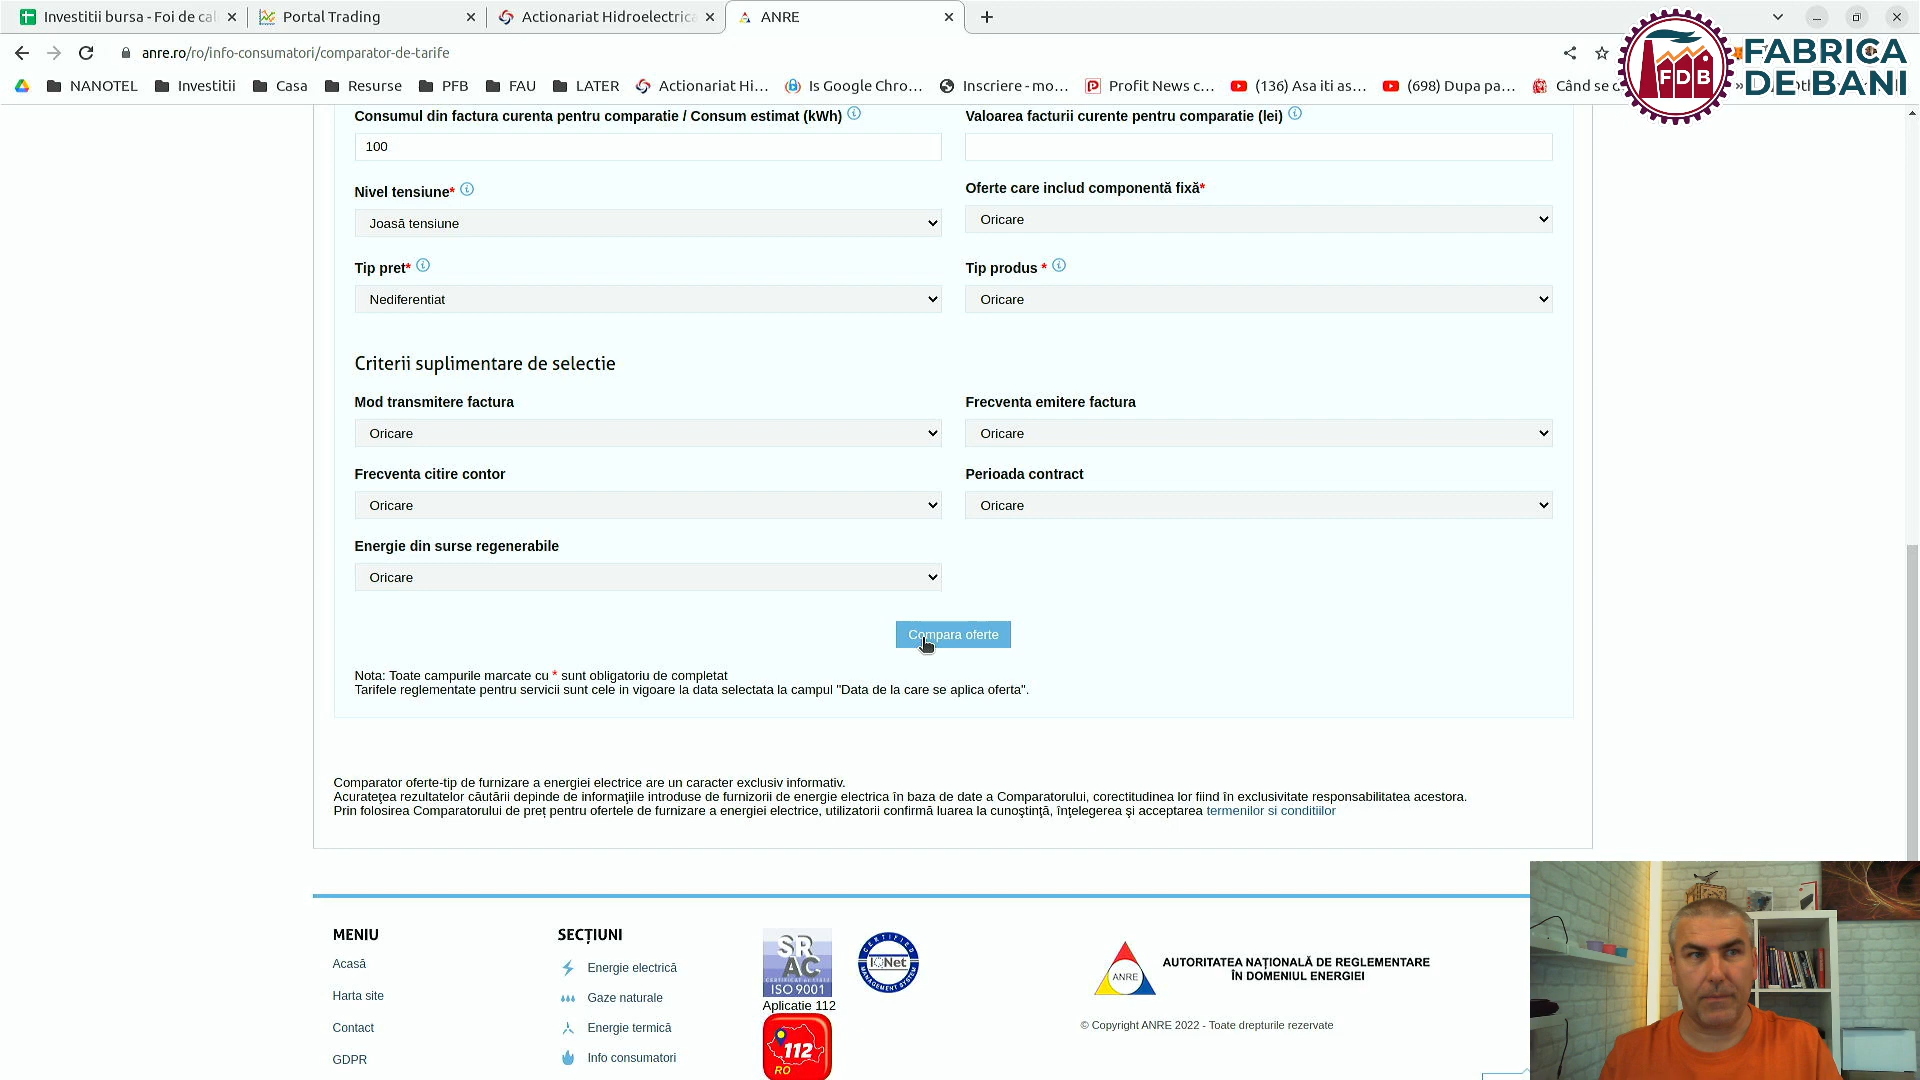 Investitii bursa - Foi de cal
Portal Trading
Actionariat Hidroelectrica
ANRE
anre.ro/ro/info-consumatori/comparator-de-tarife
NANOTEL
Investitii
Casa
Resurse
PFB
FAU
LATER
Actionariat Hi...
Is Google Chro...
Inscriere - mo...
Profit News c...
(136) Asa iti as...
(698) Dupa pa...
Când se d
FDB
FABRICA
DE BANI
Consumul din factura curenta pentru comparatie / Consum estimat (kWh)
Valoarea facturii curente pentru comparatie (lei)
100
Nivel tensiune*
Oferte care includ componentă fixă*
Joasă tensiune
Oricare
Tip pret*
Tip produs *
Nediferentiat
Oricare
Criterii suplimentare de selectie
Mod transmitere factura
Frecventa emitere factura
Oricare
Oricare
Frecventa citire contor
Perioada contract
Oricare
Oricare
Energie din surse regenerabile
Oricare
Compara oferte
Nota: Toate campurile marcate cu * sunt obligatoriu de completat
Tarifele reglementate pentru servicii sunt cele in vigoare la data selectata la campul "Data de la care se aplica oferta".
Comparator oferte-tip de furnizare a energiei electrice are un caracter exclusiv informativ.
Acurateţea rezultatelor căutării depinde de informaţiile introduse de furnizorii de energie electrica în baza de date a Comparatorului, corectitudinea lor fiind în exclusivitate responsabilitatea acestora.
Prin folosirea Comparatorului de preţ pentru ofertele de furnizare a energiei electrice, utilizatorii confirmă luarea la cunoştinţă, înţelegerea şi acceptarea termenilor si conditiilor
MENIU
Acasă
Harta site
Contact
GDPR
SECȚIUNI
Energie electrică
Gaze naturale
Energie termică
Info consumatori
SR
AC
ISO 9001
CERTIFIED
IQNet
MANAGEMENT SYSTEM
Aplicatie 112
112
RO
ANRE
AUTORITATEA NAŢIONALĂ DE REGLEMENTARE
ÎN DOMENIUL ENERGIEI
© Copyright ANRE 2022 - Toate drepturile rezervate